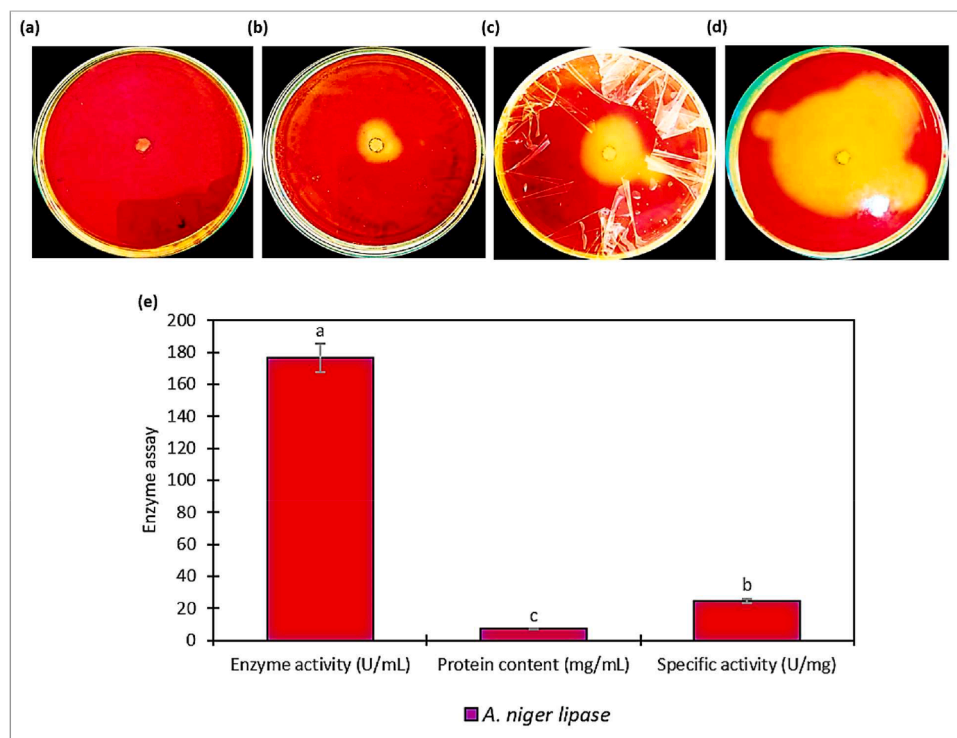 (a) (b) (c) (d)
(e)
200
180
160
140
120
100
80
60
40
20
0
Enzyme assay
a
c
b
Enzyme activity (U/mL) Protein content (mg/mL) Specific activity (U/mg)
A. niger lipase